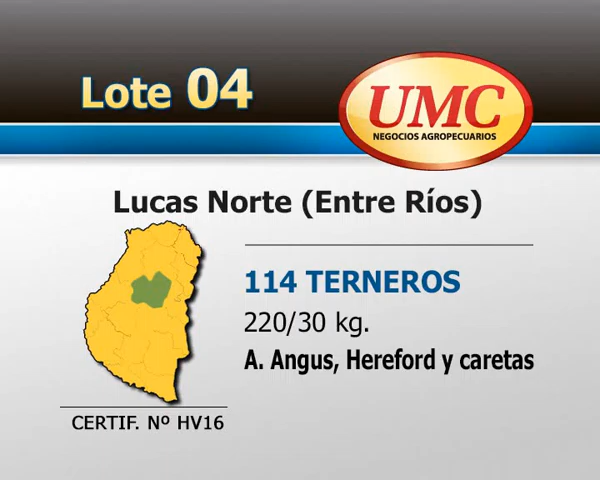 Lote 04
UMC
NEGOCIOS AGROPECUARIOS
Lucas Norte (Entre Ríos)
114 TERNEROS
220/30 kg.
A. Angus, Hereford y caretas
CERTIF. Nº HV16